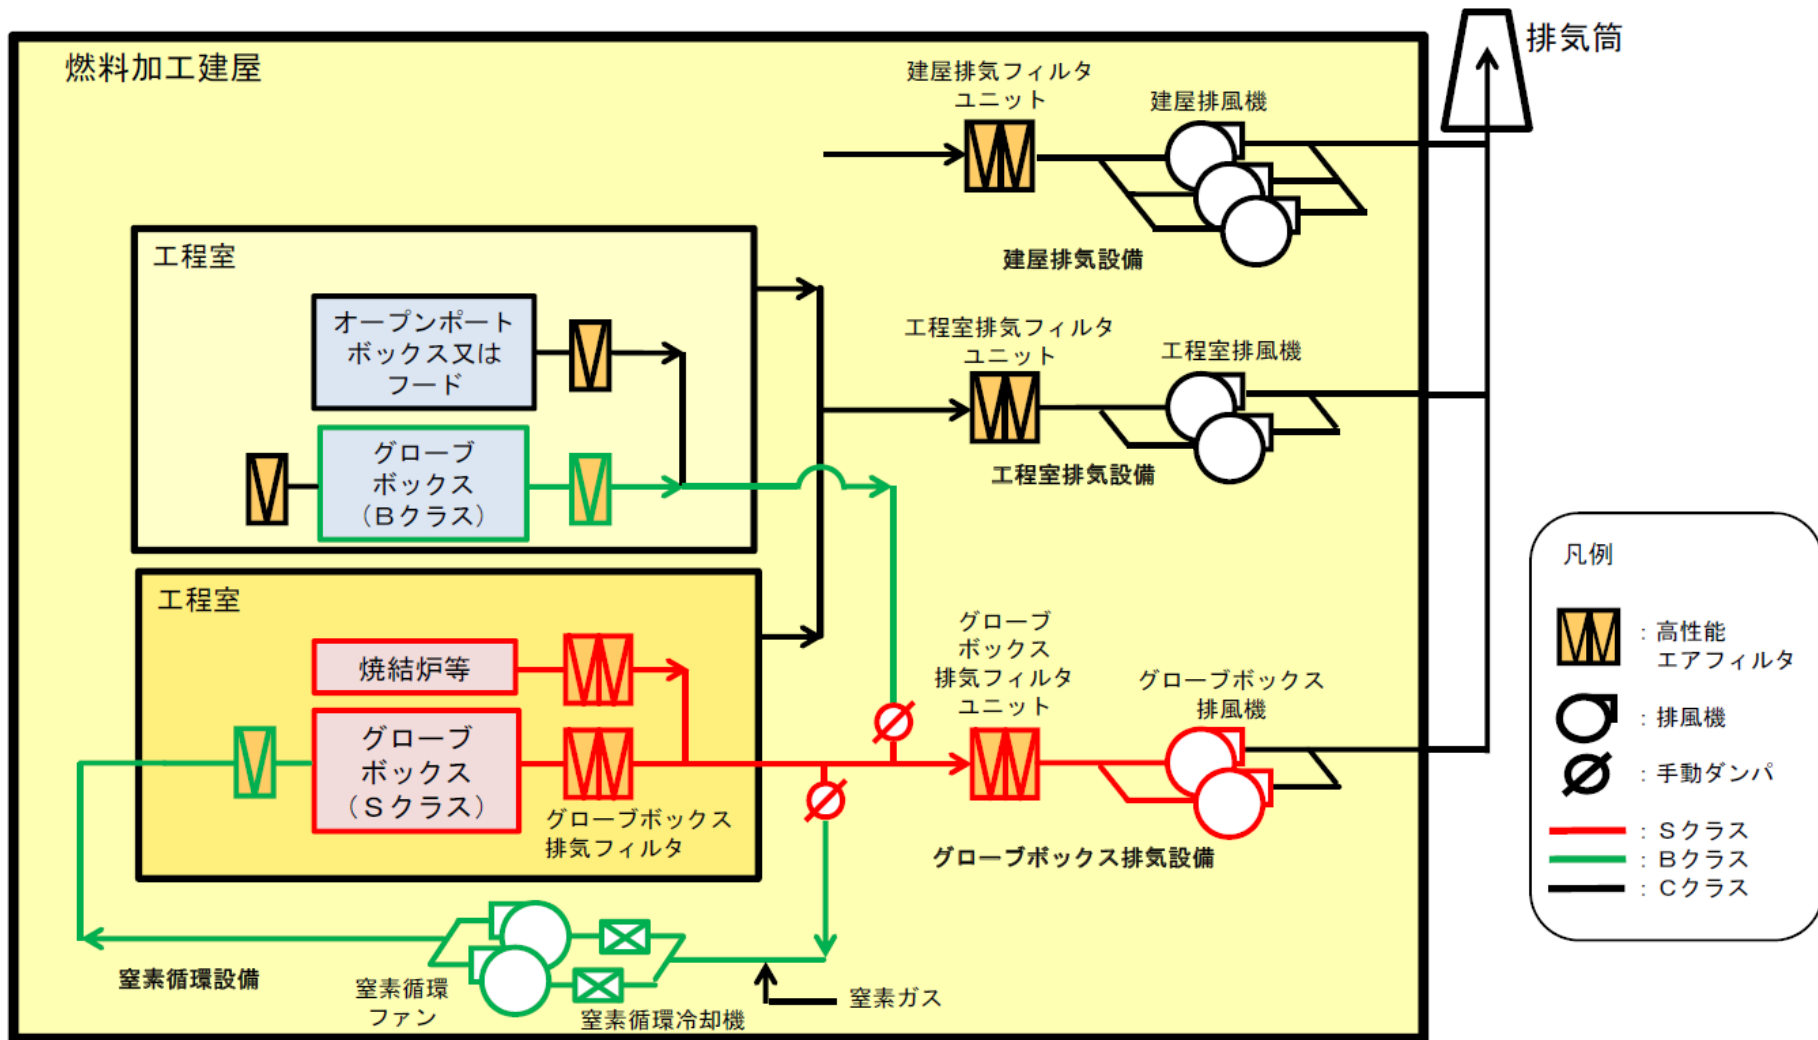 燃料加工建屋
排気筒
建屋排気フィルタ
ユニット
建屋排風機
建屋排気設備
工程室
オープンポート
ボックス又は
フード
グローブ
ボックス
（Ｂクラス）
工程室排気フィルタ
ユニット
工程室排風機
工程室排気設備
工程室
焼結炉等
グローブ
ボックス
（Ｓクラス）
グローブボックス
排気フィルタ
グローブ
ボックス
排気フィルタ
ユニット
グローブボックス
排風機
グローブボックス排気設備
窒素循環設備
窒素循環
ファン
窒素循環冷却機
窒素ガス
凡例
：高性能
エアフィルタ
：排風機
：手動ダンパ
：Ｓクラス
：Ｂクラス
：Ｃクラス